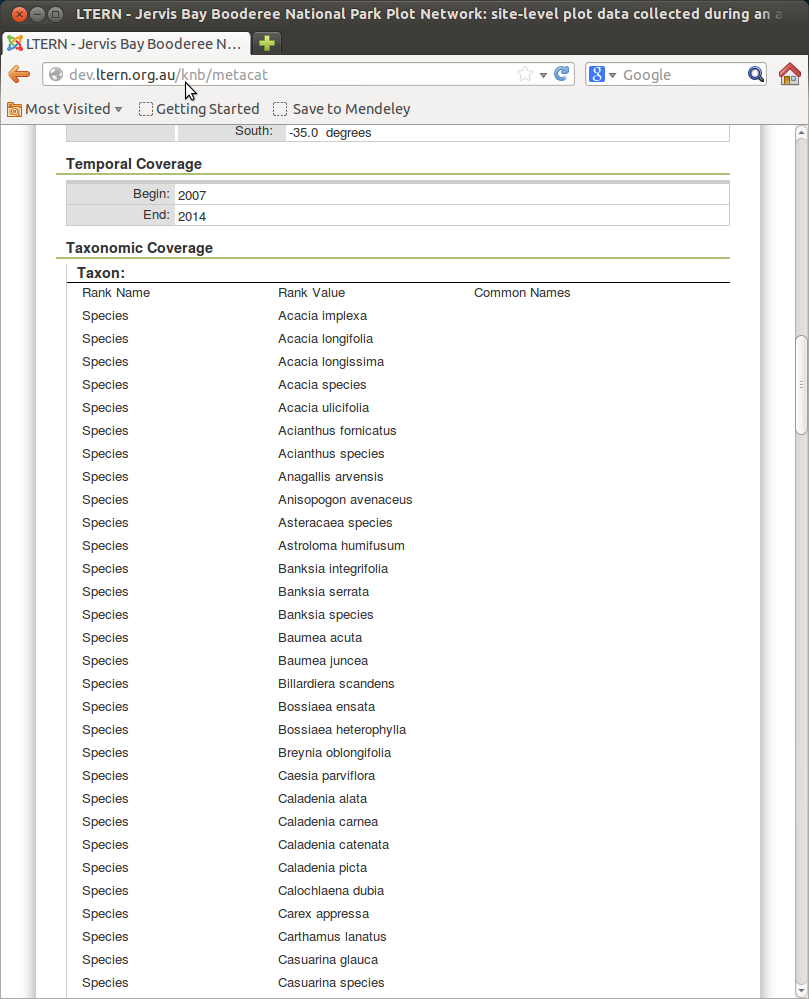 LTERN - Jervis Bay Booderee National Park Plot Network: site-level plot data collected during an a
LTERN - Jervis Bay Booderee N...
dev.ltern.org.au/knb/metacat
Google
Most Visited Getting Started Save to Mendeley
South: -35.0 degrees
Temporal Coverage
Begin: 2007
End: 2014
Taxonomic Coverage
Taxon:
Rank Name Rank Value Common Names
Species Acacia implexa
Species Acacia longifolia
Species Acacia longissima
Species Acacia species
Species Acacia ulicifolia
Species Acianthus fornicatus
Species Acianthus species
Species Anagallis arvensis
Species Anisopogon avenaceus
Species Asteracaea species
Species Astroloma humifusum
Species Banksia integrifolia
Species Banksia serrata
Species Banksia species
Species Baumea acuta
Species Baumea juncea
Species Billardiera scandens
Species Bossiaea ensata
Species Bossiaea heterophylla
Species Breynia oblongifolia
Species Caesia parviflora
Species Caladenia alata
Species Caladenia carnea
Species Caladenia catenata
Species Caladenia picta
Species Calochlaena dubia
Species Carex appressa
Species Carthamus lanatus
Species Casuarina glauca
Species Casuarina species